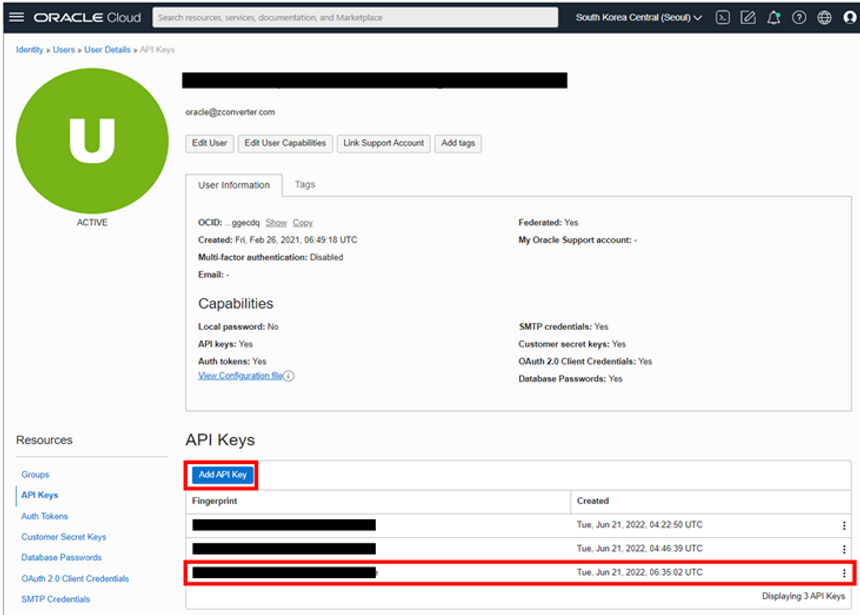 ORACLE Cloud
Search resources, services, documentation, and Marketplace
South Korea Central (Seoul)
Identity » Users » User Details » API Keys
U
ACTIVE
oracle@zconverter.com
Edit User
Edit User Capabilities
Link Support Account
Add tags
User Information
Tags
OCID: ...ggecdq Show Copy
Created: Fri, Feb 26, 2021, 06:49:18 UTC
Multi-factor authentication: Disabled
Email: -
Federated: Yes
My Oracle Support account: -
Capabilities
Local password: No
API keys: Yes
Auth tokens: Yes
View Configuration file
SMTP credentials: Yes
Customer secret keys: Yes
OAuth 2.0 Client Credentials: Yes
Database Passwords: Yes
Resources
Groups
API Keys
Auth Tokens
Customer Secret Keys
Database Passwords
OAuth 2.0 Client Credentials
SMTP Credentials
API Keys
Add API Key
Fingerprint Created
Tue, Jun 21, 2022, 04:22:50 UTC
Tue, Jun 21, 2022, 04:46:39 UTC
Tue, Jun 21, 2022, 06:35:02 UTC
Displaying 3 API Keys